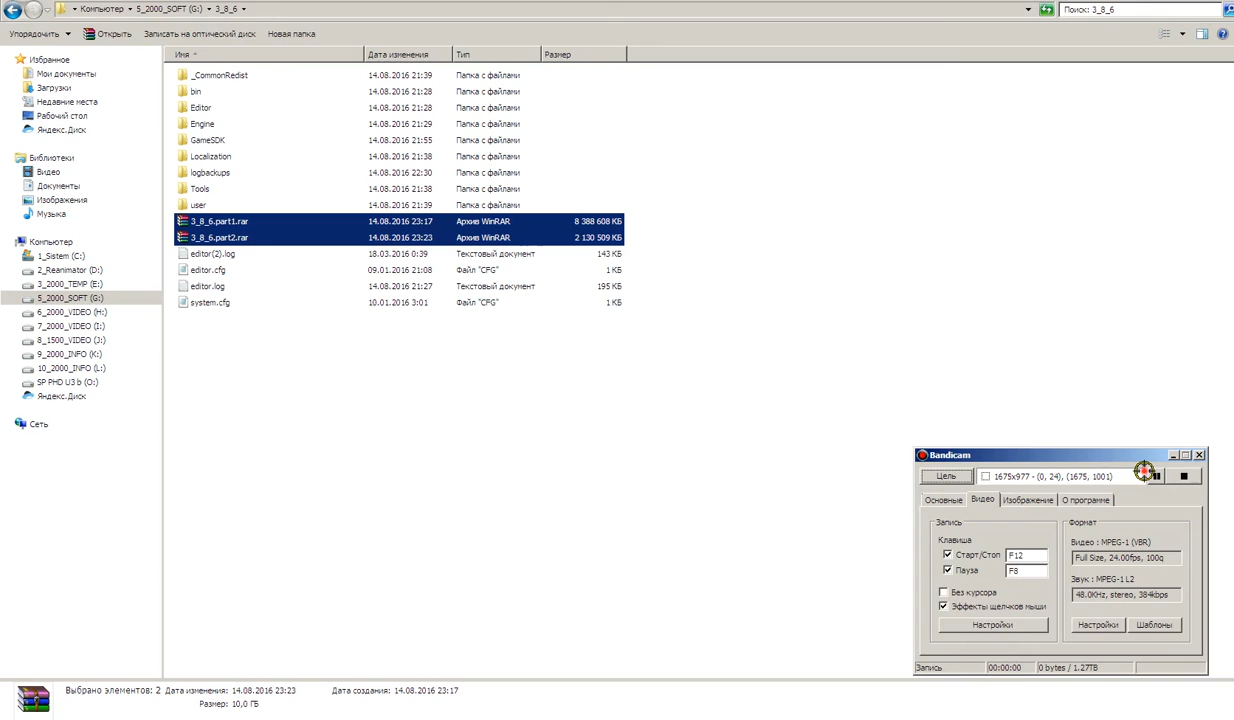 Компьютер ▸ 5_2000_SOFT (G:) ▸ 3_8_6 ▸
Поиск: 3_8_6
Упорядочить ▼ Открыть Записать на оптический диск Новая папка
Имя Дата изменения Тип Размер
_CommonRedist 14.08.2016 21:39 Папка с файлами
bin 14.08.2016 21:28 Папка с файлами
Editor 14.08.2016 21:28 Папка с файлами
Engine 14.08.2016 21:29 Папка с файлами
GameSDK 14.08.2016 21:55 Папка с файлами
Localization 14.08.2016 21:38 Папка с файлами
logbackups 14.08.2016 22:30 Папка с файлами
Tools 14.08.2016 21:38 Папка с файлами
user 14.08.2016 21:39 Папка с файлами
3_8_6.part1.rar 14.08.2016 23:17 Архив WinRAR 8 388 608 КБ
3_8_6.part2.rar 14.08.2016 23:23 Архив WinRAR 2 130 509 КБ
editor(2).log 18.03.2016 0:39 Текстовый документ 143 КБ
editor.cfg 09.01.2016 21:08 Файл "CFG" 1 КБ
editor.log 14.08.2016 21:27 Текстовый документ 195 КБ
system.cfg 10.01.2016 3:01 Файл "CFG" 1 КБ
Избранное
Мои документы
Загрузки
Недавние места
Рабочий стол
Яндекс.Диск
Библиотеки
Видео
Документы
Изображения
Музыка
Компьютер
1_Sistem (C:)
2_Reanimator (D:)
3_2000_TEMP (E:)
5_2000_SOFT (G:)
6_2000_VIDEO (H:)
7_2000_VIDEO (I:)
8_1500_VIDEO (J:)
9_2000_INFO (K:)
10_2000_INFO (L:)
SP PHD U3 b (O:)
Яндекс.Диск
Сеть
Bandicam
Цель 1675x977 - (0, 24), (1675, 1001)
Основные Видео Изображение О программе
Запись
Клавиша
Старт/Стоп F12
Пауза F8
Без курсора
Эффекты щелчков мыши
Настройки
Формат
Видео : MPEG-1 (VBR)
Full Size, 24.00fps, 100q
Звук : MPEG-1 L2
48.0KHz, stereo, 384kbps
Настройки Шаблоны
Запись 00:00:00 0 bytes / 1.27TB
Выбрано элементов: 2 Дата изменения: 14.08.2016 23:23 Дата создания: 14.08.2016 23:17
Размер: 10,0 ГБ